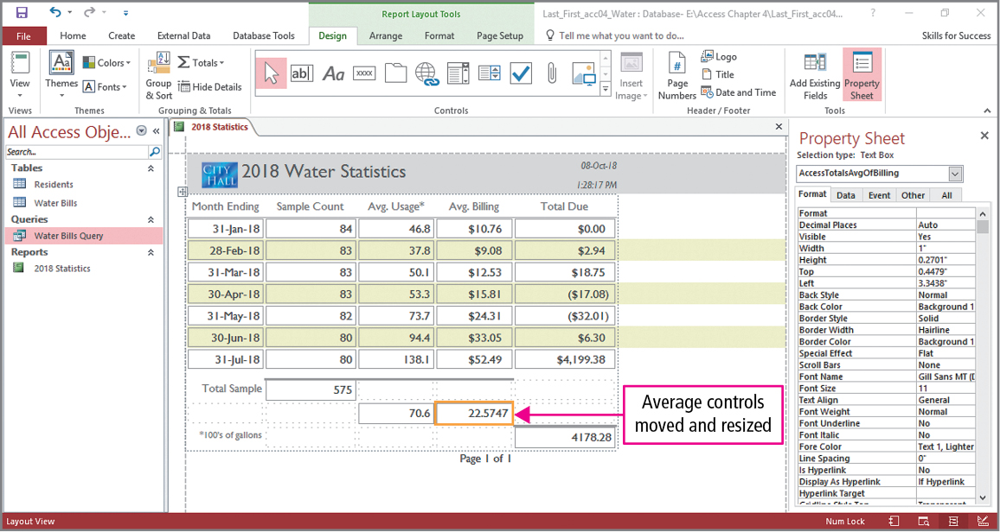 Report Layout Tools
Last_First_acc04_Water : Database- E:\Access Chapter 4\Last_First_acc04...
?
File
Home
Create
External Data
Database Tools
Design
Arrange
Format
Page Setup
Tell me what you want to do...
Skills for Success
View
Themes
Colors
Fonts
Group & Sort
Totals
Hide Details
ab|
Aa
xxxx
Insert Image
Page Numbers
#
Logo
Title
Date and Time
Add Existing Fields
Property Sheet
Views
Themes
Grouping & Totals
Controls
Header / Footer
Tools
All Access Obje...
Search...
Tables
Residents
Water Bills
Queries
Water Bills Query
Reports
2018 Statistics
2018 Statistics
CITY
HALL
2018 Water Statistics
08-Oct-18
1:28:17 PM
Month Ending Sample Count Avg. Usage* Avg. Billing Total Due
31-Jan-18 84 46.8 $10.76 $0.00
28-Feb-18 83 37.8 $9.08 $2.94
31-Mar-18 83 50.1 $12.53 $18.75
30-Apr-18 83 53.3 $15.81 ($17.08)
31-May-18 82 73.7 $24.31 ($32.01)
30-Jun-18 80 94.4 $33.05 $6.30
31-Jul-18 80 138.1 $52.49 $4,199.38
Total Sample 575
70.6 22.5747
*100's of gallons 4178.28
Page 1 of 1
Average controls
moved and resized
Property Sheet
Selection type: Text Box
AccessTotalsAvgOfBilling
Format Data Event Other All
Format
Decimal Places Auto
Visible Yes
Width 1"
Height 0.2701"
Top 0.4479"
Left 3.3438"
Back Style Normal
Back Color Background 1
Border Style Solid
Border Width Hairline
Border Color Background 1
Special Effect Flat
Scroll Bars None
Font Name Gill Sans MT (D
Font Size 11
Text Align General
Font Weight Normal
Font Underline No
Font Italic No
Fore Color Text 1, Lighter
Line Spacing 0"
Is Hyperlink No
Display As Hyperlink If Hyperlink
Hyperlink Target
Gridline Style Top Transparent
Layout View
Num Lock